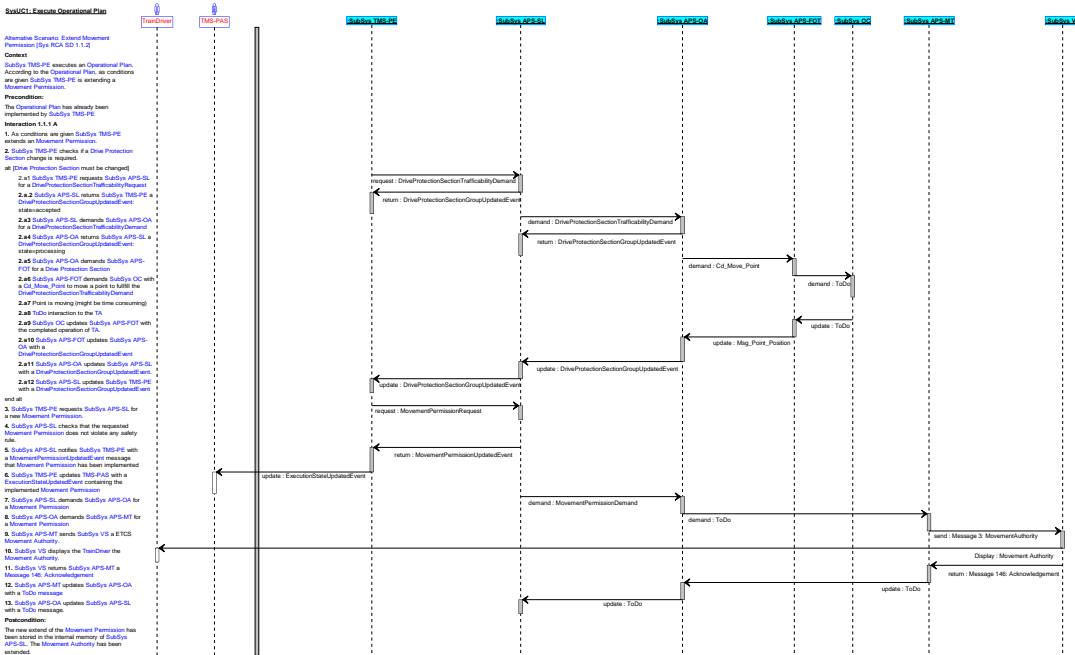 SysUC1: Execute Operational Plan
TrainDriver
TMS-PAS
:SubSys TMS-PE
:SubSys APS-SL
:SubSys APS-OA
:SubSys APS-FOT
:SubSys OC
:SubSys APS-MT
:SubSys V
Alternative Scenario: Extend Movement
Permission [Sys RCA SD 1.1.2]
Context
SubSys TMS-PE executes an Operational Plan.
According to the Operational Plan, as conditions
are given SubSys TMS-PE is extending a
Movement Permission.
Precondition:
The Operational Plan has already been
implemented by SubSys TMS-PE
Interaction 1.1.1 A
1. As conditions are given SubSys TMS-PE
extends an Movement Permission.
2. SubSys TMS-PE checks if a Drive Protection
Section change is required.
alt [Drive Protection Section must be changed]
2.a1 SubSys TMS-PE requests SubSys APS-SL
for a DriveProtectionSectionTrafficabilityRequest
2.a.2 SubSys APS-SL returns SubSys TMS-PE a
DriveProtectionSectionGroupUpdatedEvent:
state=accepted
2.a3 SubSys APS-SL demands SubSys APS-OA
for a DriveProtectionSectionTrafficabilityDemand
2.a4 SubSys APS-OA returns SubSys APS-SL a
DriveProtectionSectionGroupUpdatedEvent:
state=processing
2.a5 SubSys APS-OA demands SubSys APS-
FOT for a Drive Protection Section
2.a6 SubSys APS-FOT demands SubSys OC with
a Cd_Move_Point to move a point to fullfill the
DriveProtectionSectionTrafficabilityDemand
2.a7 Point is moving (might be time consuming)
2.a8 ToDo interaction to the TA
2.a9 SubSys OC updates SubSys APS-FOT with
the completed operation of TA.
2.a10 SubSys APS-FOT updates SubSys APS-
OA with a
DriveProtectionSectionGroupUpdatedEvent
2.a11 SubSys APS-OA updates SubSys APS-SL
with a DriveProtectionSectionGroupUpdatedEvent.
2.a12 SubSys APS-SL updates SubSys TMS-PE
with a DriveProtectionSectionGroupUpdatedEvent
end alt
3. SubSys TMS-PE requests SubSys APS-SL for
a new Movement Permission.
4. SubSys APS-SL checks that the requested
Movement Permission does not violate any safety
rule.
5. SubSys APS-SL notifies SubSys TMS-PE with
a MovementPermissionUpdatedEvent message
that Movement Permission has been implemented
6. SubSys TMS-PE updates TMS-PAS with a
ExecutionStateUpdatedEvent containing the
implemented Movement Permission
7. SubSys APS-SL demands SubSys APS-OA for
a Movement Permission
8. SubSys APS-OA demands SubSys APS-MT for
a Movement Permission
9. SubSys APS-MT sends SubSys VS a ETCS
Movement Authority.
10. SubSys VS displays the TrainDriver the
Movement Authority.
11. SubSys VS returns SubSys APS-MT a
Message 146: Acknowledgement
12. SubSys APS-MT updates SubSys APS-OA
with a ToDo message
13. SubSys APS-OA updates SubSys APS-SL
with a ToDo message.
Postcondition:
The new extend of the Movement Permission has
been stored in the internal memory of SubSys
APS-SL. The Movement Authority has been
extended.
request : DriveProtectionSectionTrafficabilityDemand
return : DriveProtectionSectionGroupUpdatedEvent
demand : DriveProtectionSectionTrafficabilityDemand
return : DriveProtectionSectionGroupUpdatedEvent
demand : Cd_Move_Point
demand : ToDo
update : ToDo
update : Msg_Point_Position
update : DriveProtectionSectionGroupUpdatedEvent
update : DriveProtectionSectionGroupUpdatedEvent
request : MovementPermissionRequest
return : MovementPermissionUpdatedEvent
update : ExecutionStateUpdatedEvent
demand : MovementPermissionDemand
demand : ToDo
send : Message 3: MovementAuthority
Display : Movement Authority
return : Message 146: Acknowledgement
update : ToDo
update : ToDo